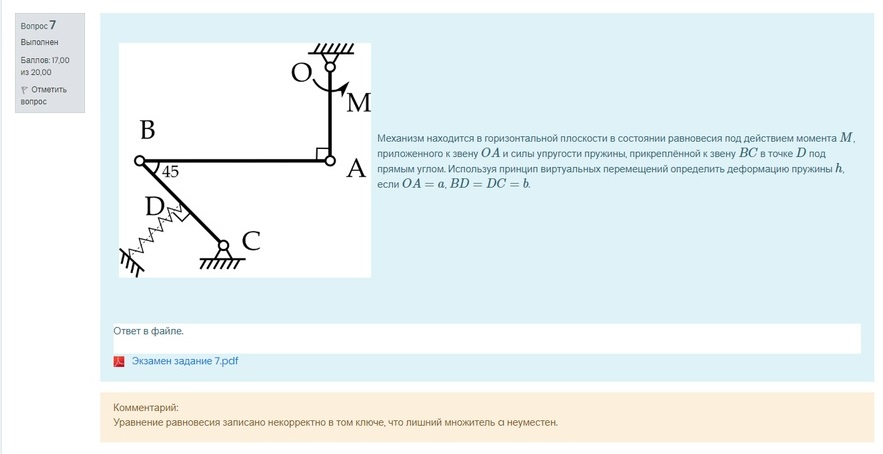 Вопрос 7
Выполнен
Баллов: 17,00
из 20,00
Отметить
вопрос
O
M
B
A
45
D
C
Механизм находится в горизонтальной плоскости в состоянии равновесия под действием момента M,
приложенного к звену OA и силы упругости пружины, прикреплённой к звену BC в точке D под
прямым углом. Используя принцип виртуальных перемещений определить деформацию пружины h,
если OA = a, BD = DC = b.
Ответ в файле.
Экзамен задание 7.pdf
Комментарий:
Уравнение равновесия записано некорректно в том ключе, что лишний множитель a неуместен.